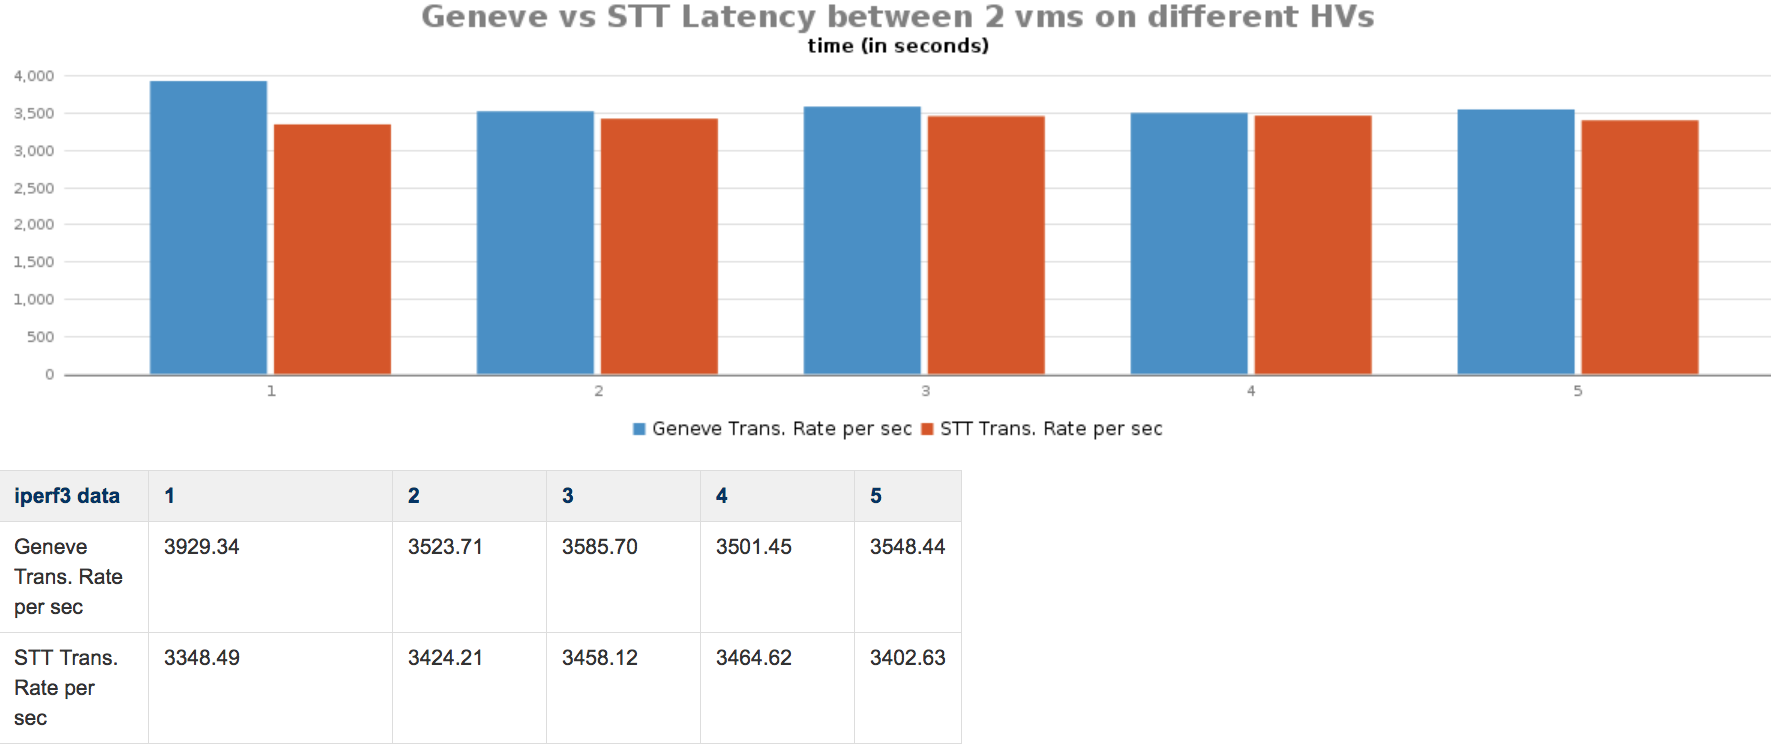 Geneve vs STT Latency between 2 vms on different HVs
time (in seconds)
4,000
3,500
3,000
2,500
2,000
1,500
1,000
500
0
1 2 3 4 5
Geneve Trans. Rate per sec STT Trans. Rate per sec
iperf3 data 1 2 3 4 5
Geneve 3929.34 3523.71 3585.70 3501.45 3548.44
Trans. Rate
per sec
STT Trans. 3348.49 3424.21 3458.12 3464.62 3402.63
Rate per
sec